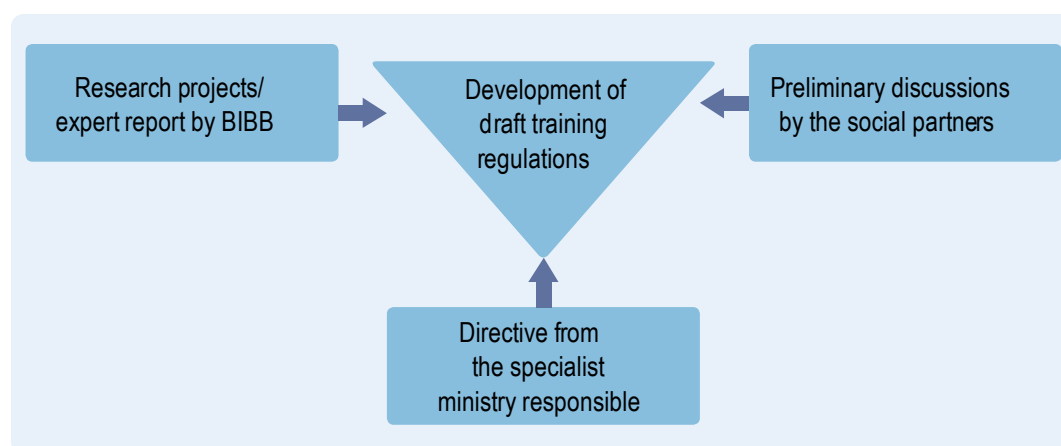 Research projects/
expert report by BIBB
Development of
draft training
regulations
Preliminary discussions
by the social partners
Directive from
the specialist
ministry responsible